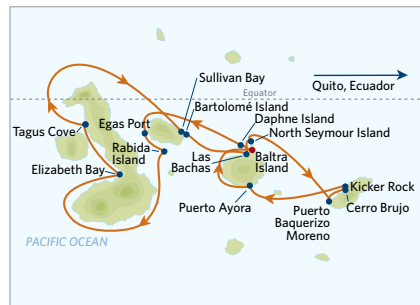 Sullivan Bay
Quito, Ecuador
Equator
Bartolomé Island
Daphne Island
Egas Port
North Seymour Island
Tagus Cove
Rabida
Island
Las
Bachas
Baltra
Island
Elizabeth Bay
Kicker Rock
Cerro Brujo
Puerto Ayora
Puerto
Baquerizo
Moreno
PACIFIC OCEAN